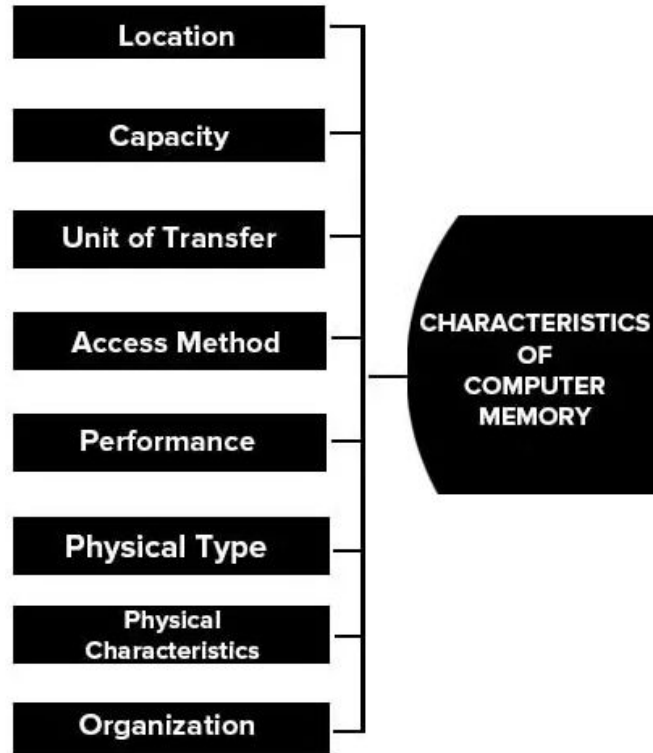 Location
Capacity
Unit of Transfer
Access Method
Performance
Physical Type
Physical
Characteristics
Organization
CHARACTERISTICS
OF
COMPUTER
MEMORY